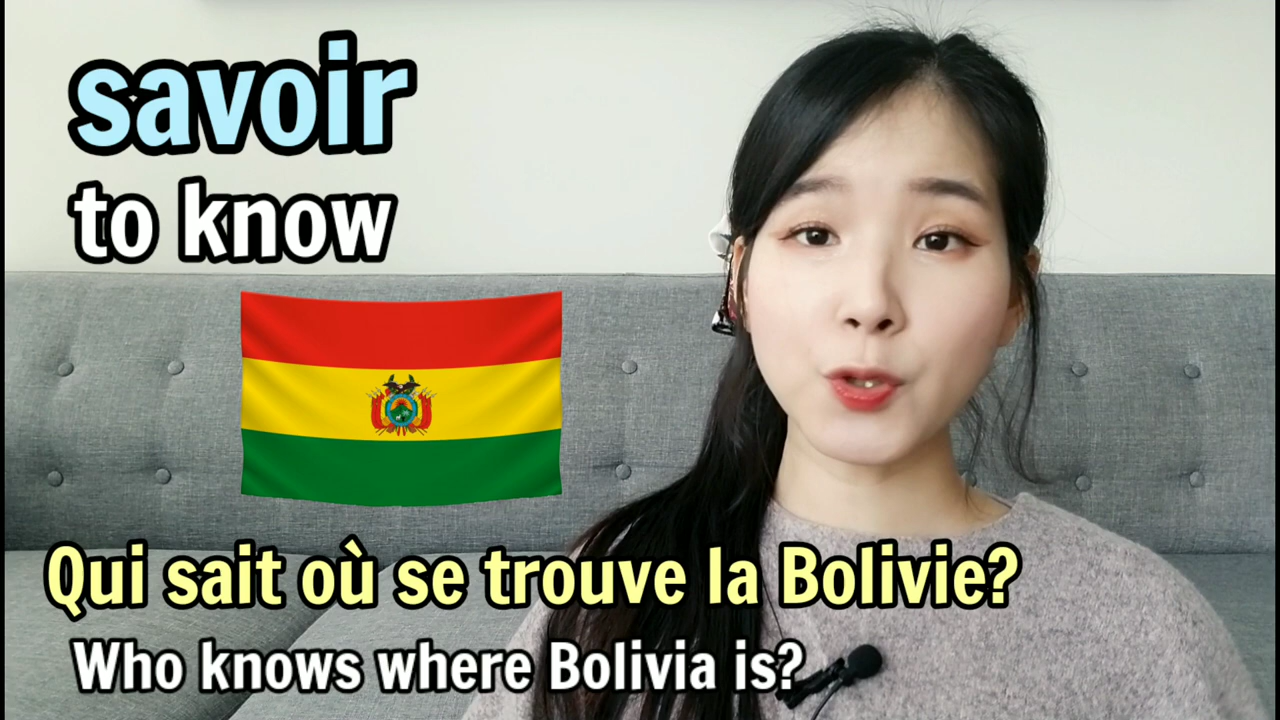 savoir
to know
Qui sait où se trouve la Bolivie?
Who knows where Bolivia is?